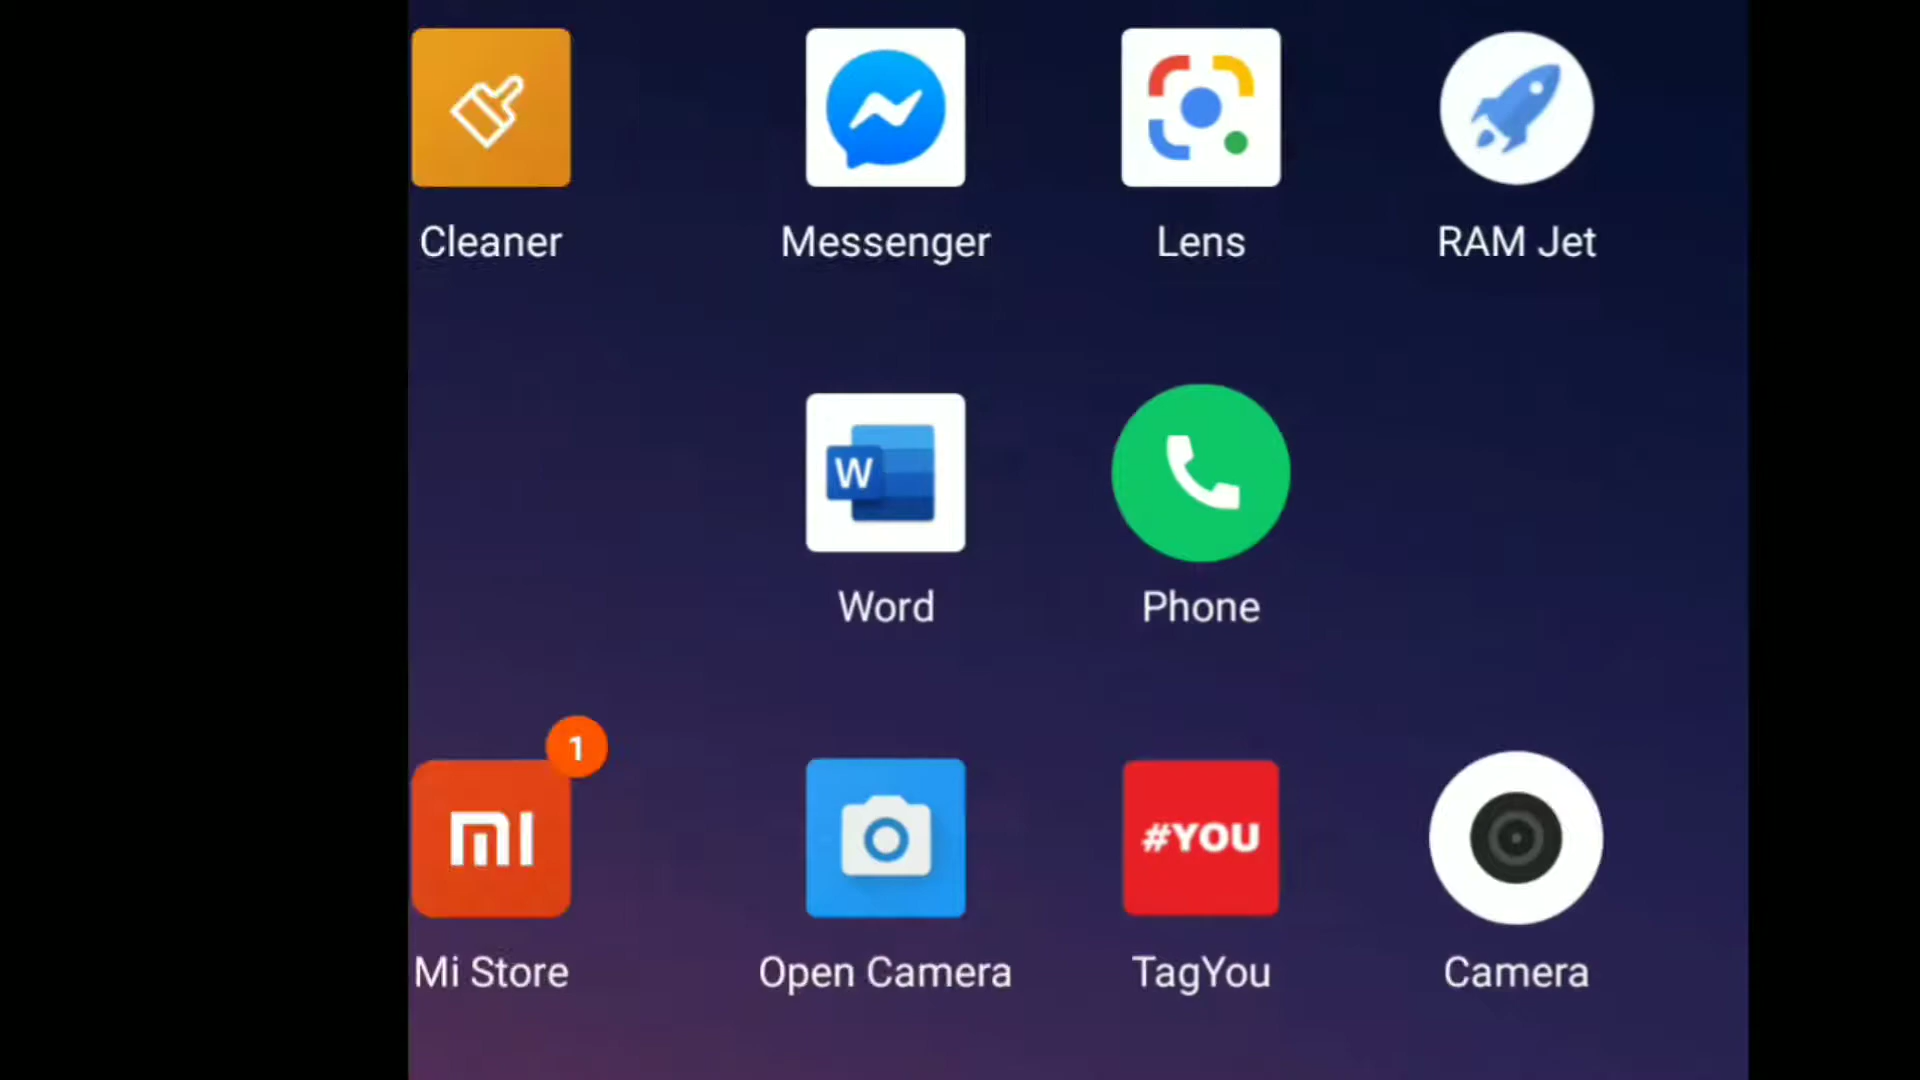 Cleaner
Messenger
Lens
RAM Jet
W
Word
Phone
1
mi
#YOU
Mi Store
Open Camera
TagYou
Camera